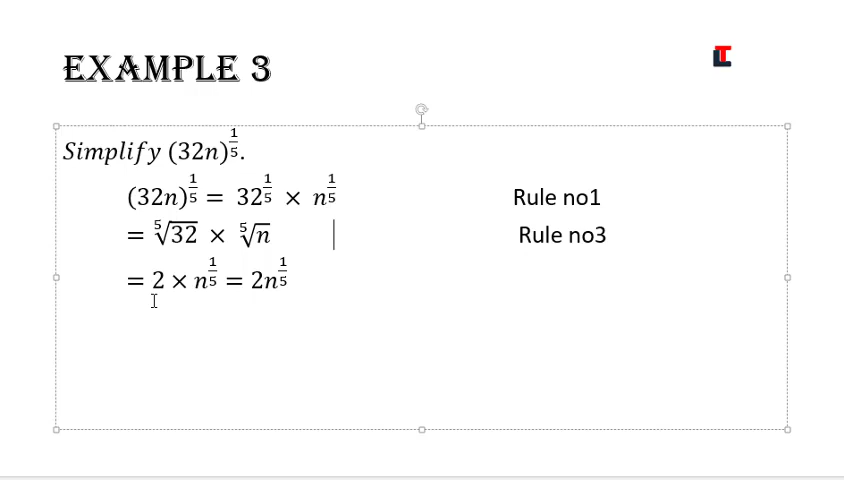 EXAMPLE 3
LT
Simplify (32n)^{1/5}.
(32n)^{1/5} = 32^{1/5} × n^{1/5} Rule no1
= ⁵√32 × ⁵√n Rule no3
= 2 × n^{1/5} = 2n^{1/5}